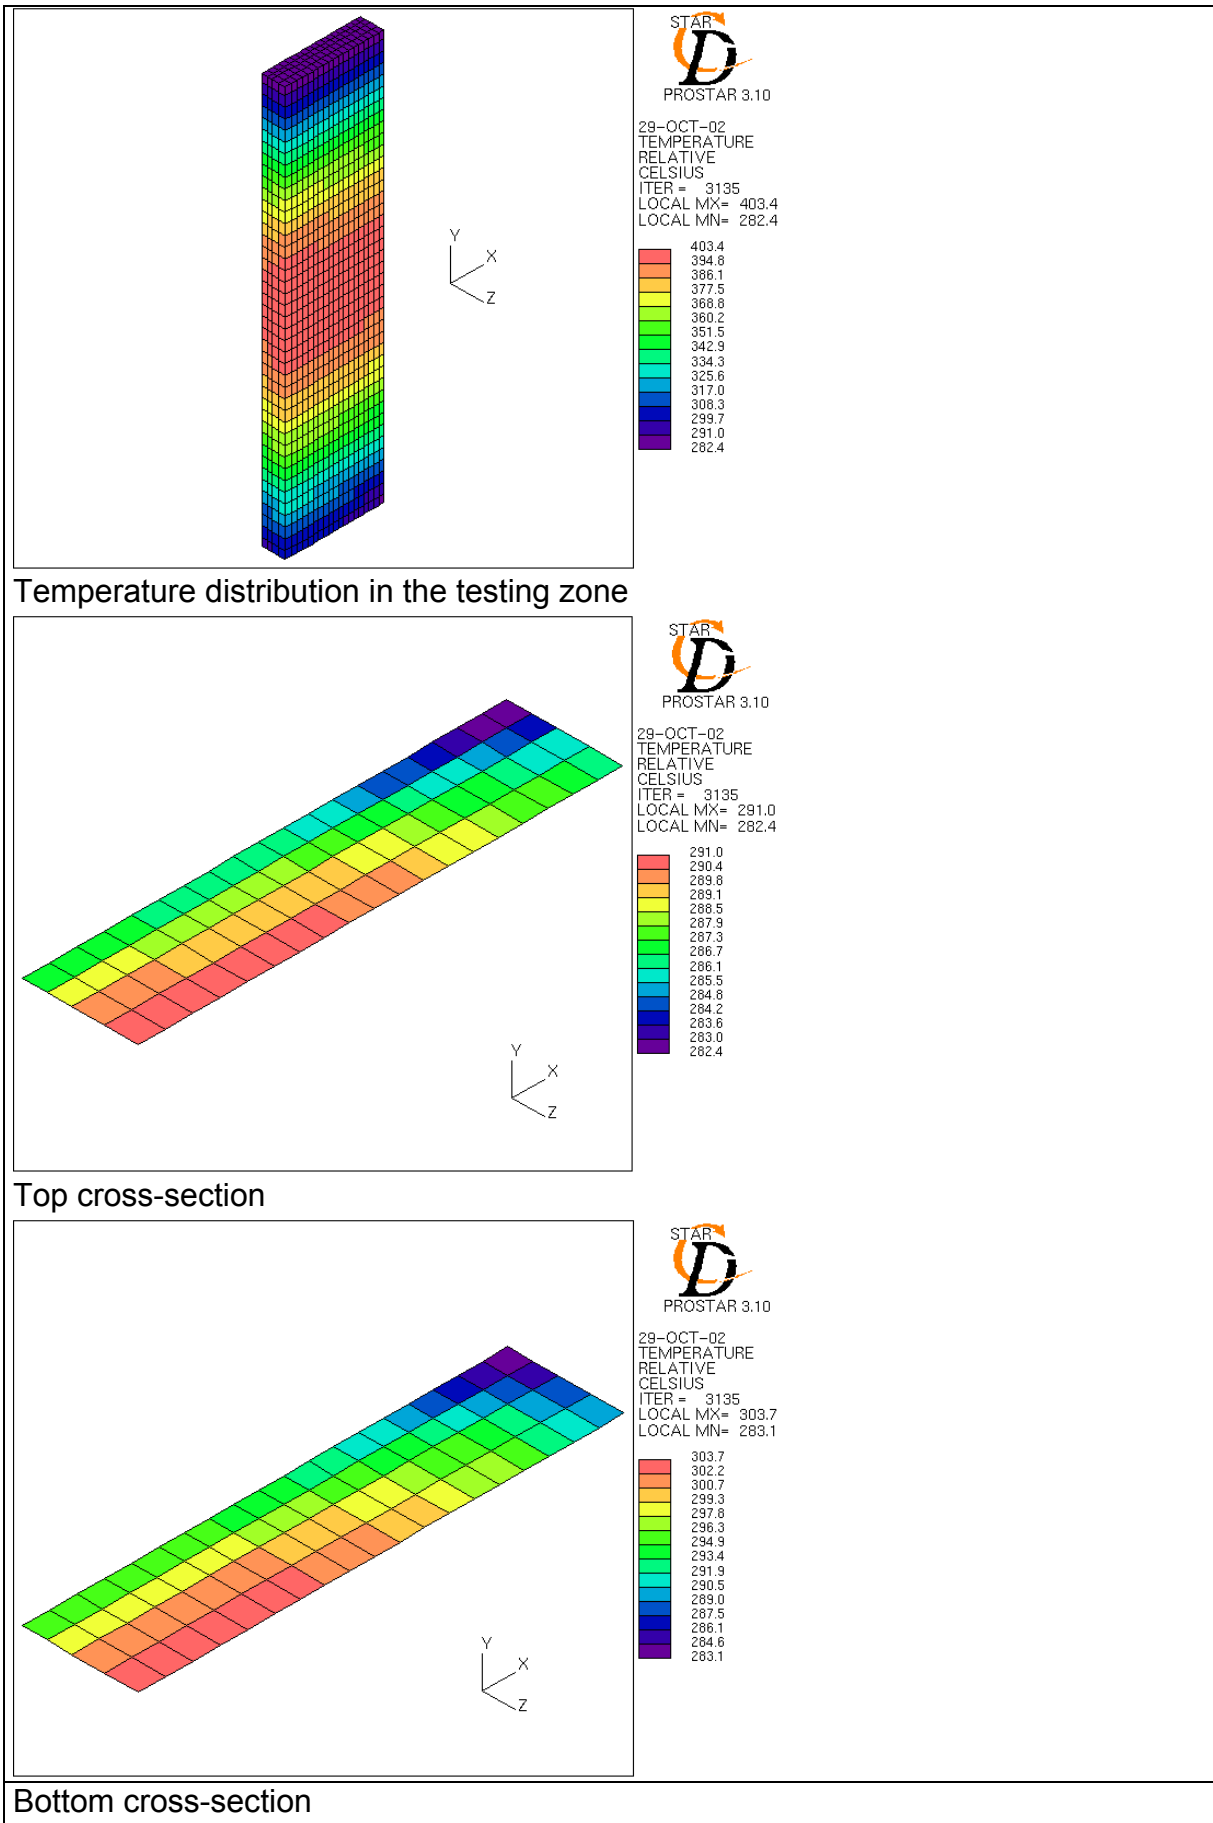 STAR
CD
PROSTAR 3.10
29-OCT-02
TEMPERATURE
RELATIVE
CELSIUS
ITER = 3135
LOCAL MX= 403.4
LOCAL MN= 282.4
403.4
394.8
386.1
377.5
368.8
360.2
351.5
342.9
334.3
325.6
317.0
308.3
299.7
291.0
282.4
Y
X
Z
Temperature distribution in the testing zone
STAR
CD
PROSTAR 3.10
29-OCT-02
TEMPERATURE
RELATIVE
CELSIUS
ITER = 3135
LOCAL MX= 291.0
LOCAL MN= 282.4
291.0
290.4
289.8
289.1
288.5
287.9
287.3
286.7
286.1
285.5
284.8
284.2
283.6
283.0
282.4
Y
X
Z
Top cross-section
STAR
CD
PROSTAR 3.10
29-OCT-02
TEMPERATURE
RELATIVE
CELSIUS
ITER = 3135
LOCAL MX= 303.7
LOCAL MN= 283.1
303.7
302.2
300.7
299.3
297.8
296.3
294.9
293.4
291.9
290.5
289.0
287.5
286.1
284.6
283.1
Y
X
Z
Bottom cross-section